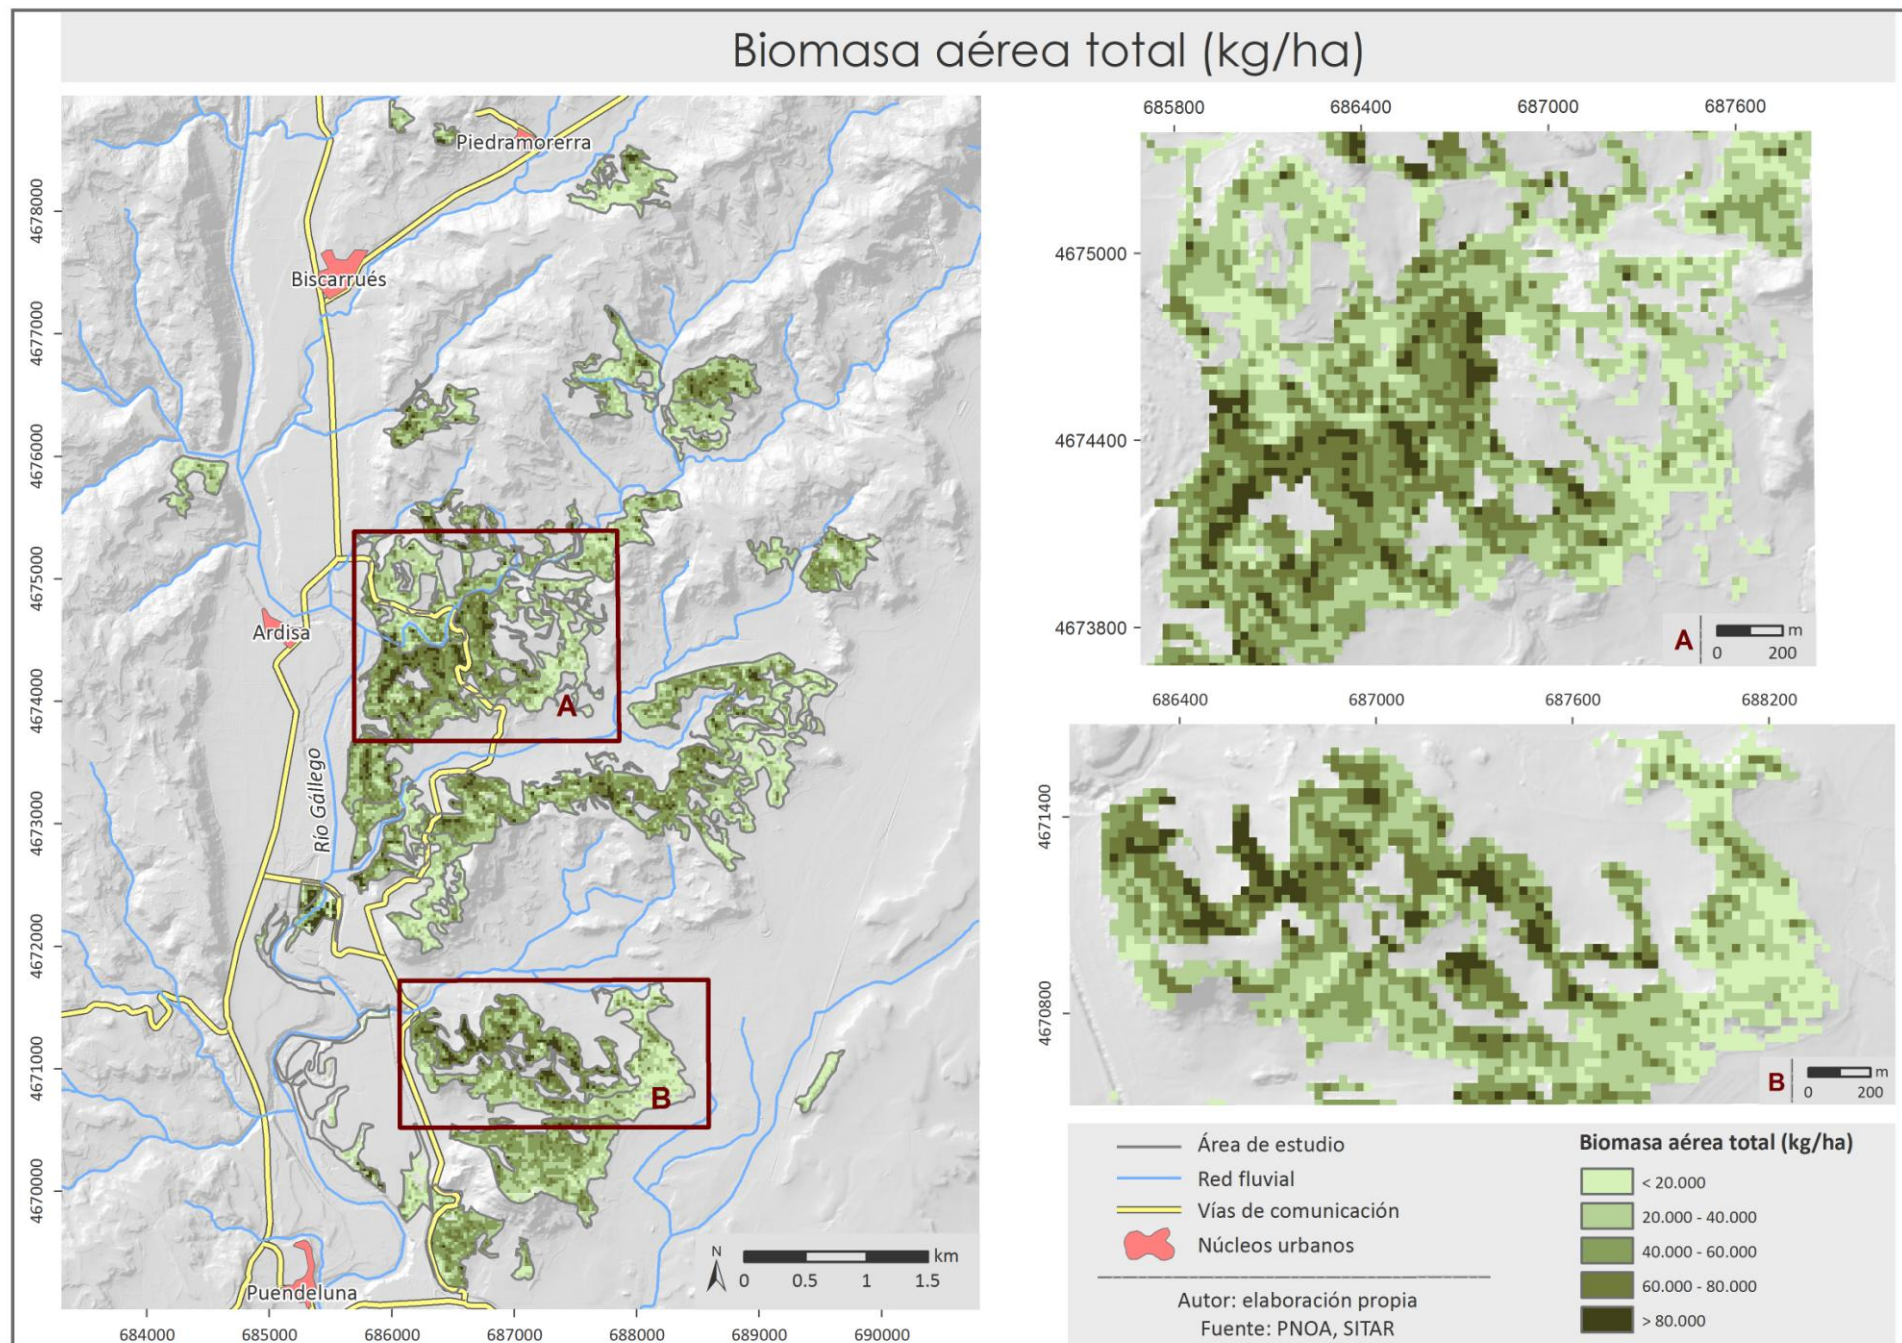 Biomasa aérea total (kg/ha)
4678000
4677000
4676000
4675000
4674000
4673000
4672000
4671000
4670000
Piedramorerra
Biscarrués
Ardisa
Río Gállego
Puendeluna
A
B
N
km
0 0.5 1 1.5
684000 685000 686000 687000 688000 689000 690000
685800 686400 687000 687600
4675000
4674400
4673800
A
m
0 200
686400 687000 687600 688200
4671400
4670800
B
m
0 200
Área de estudio
Red fluvial
Vías de comunicación
Núcleos urbanos
Autor: elaboración propia
Fuente: PNOA, SITAR
Biomasa aérea total (kg/ha)
< 20.000
20.000 - 40.000
40.000 - 60.000
60.000 - 80.000
> 80.000